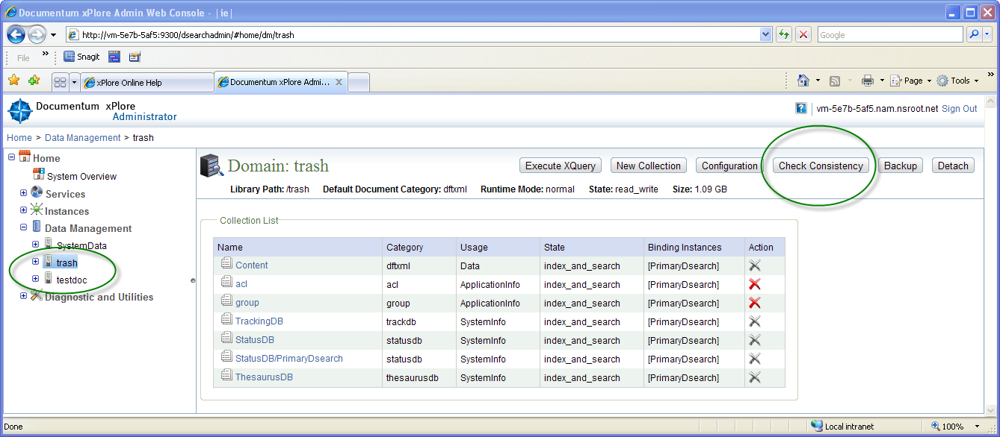 Documentum xPlore Admin Web Console - | ie |
http://vm-5e7b-5af5:9300/dsearchadmin/#home/dm/trash
Google
File » Snagit
xPlore Online Help
Documentum xPlore Admi... X
Page Tools »
Documentum xPlore
Administrator
? vm-5e7b-5af5.nam.nsroot.net Sign Out
Home > Data Management > trash
Home
System Overview
Services
Instances
Data Management
SystemData
trash
testdoc
Diagnostic and Utilities
Domain: trash
Execute XQuery New Collection Configuration Check Consistency Backup Detach
Library Path: /trash Default Document Category: dftxml Runtime Mode: normal State: read_write Size: 1.09 GB
Collection List
Name Category Usage State Binding Instances Action
Content dftxml Data index_and_search [PrimaryDsearch]
acl acl ApplicationInfo index_and_search [PrimaryDsearch]
group group ApplicationInfo index_and_search [PrimaryDsearch]
TrackingDB trackdb SystemInfo index_and_search [PrimaryDsearch]
StatusDB statusdb SystemInfo index_and_search [PrimaryDsearch]
StatusDB/PrimaryDsearch statusdb SystemInfo index_and_search [PrimaryDsearch]
ThesaurusDB thesaurusdb SystemInfo index_and_search [PrimaryDsearch]
Done Local intranet 100%